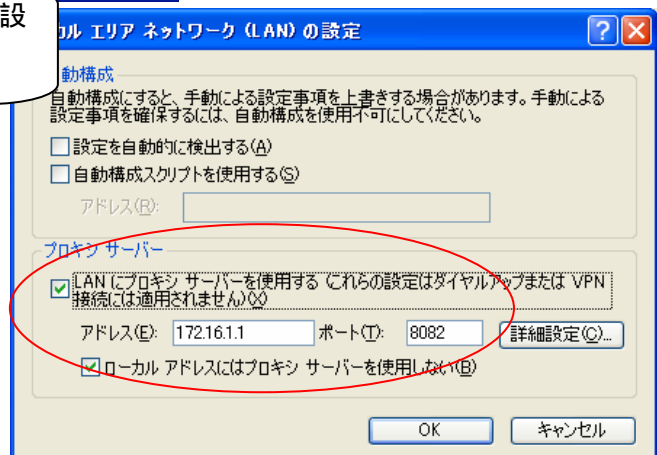 設
カル エリア ネットワーク (LAN) の設定
動構成
自動構成にすると、手動による設定事項を上書きする場合があります。手動による
設定事項を確保するには、自動構成を使用不可にしてください。
設定を自動的に検出する(A)
自動構成スクリプトを使用する(S)
アドレス(R):
プロキシ サーバー
LAN にプロキシ サーバーを使用する (これらの設定はダイヤルアップまたは VPN
接続には適用されません)(X)
アドレス(E): 172.16.1.1 ポート(T): 8082 詳細設定(C)...
ローカル アドレスにはプロキシ サーバーを使用しない(B)
OK キャンセル